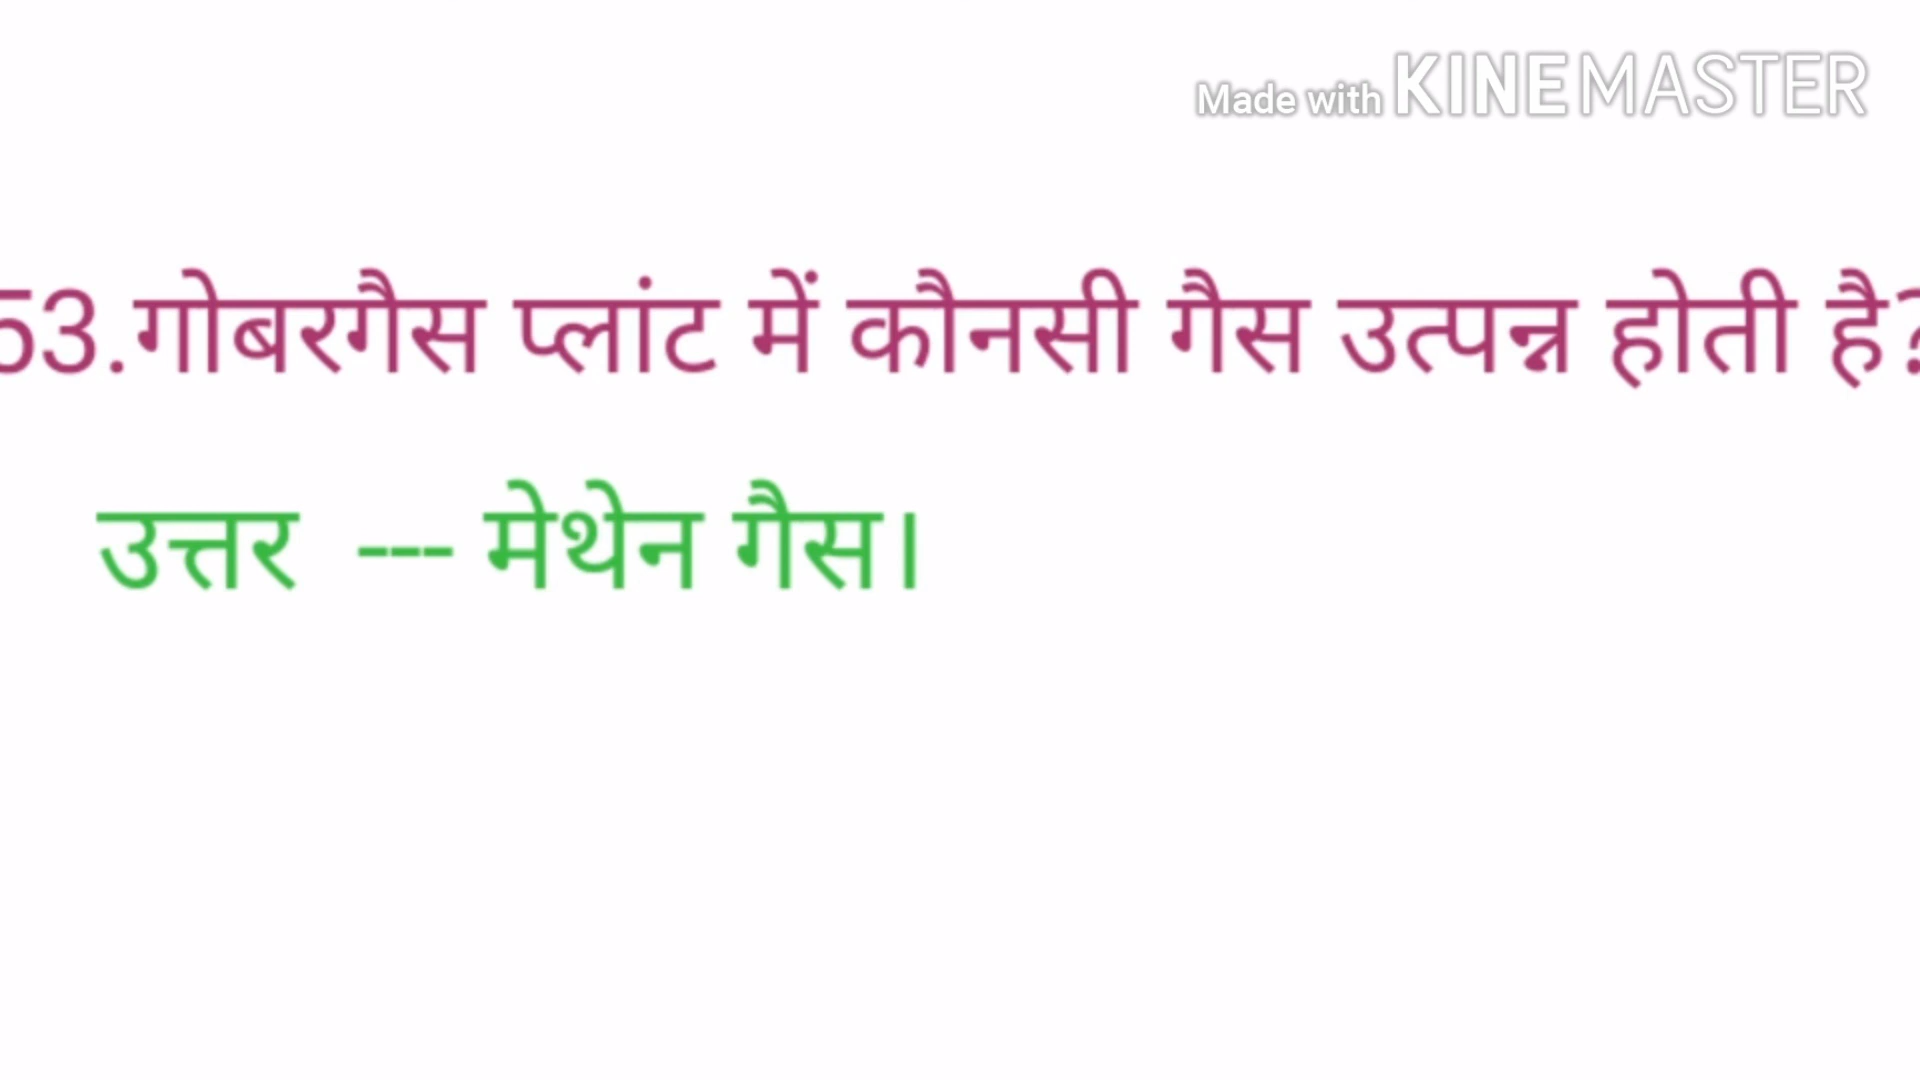 Made with KINEMASTER
53.गोबरगैस प्लांट में कौनसी गैस उत्पन्न होती है?
उत्तर --- मेथेन गैस।